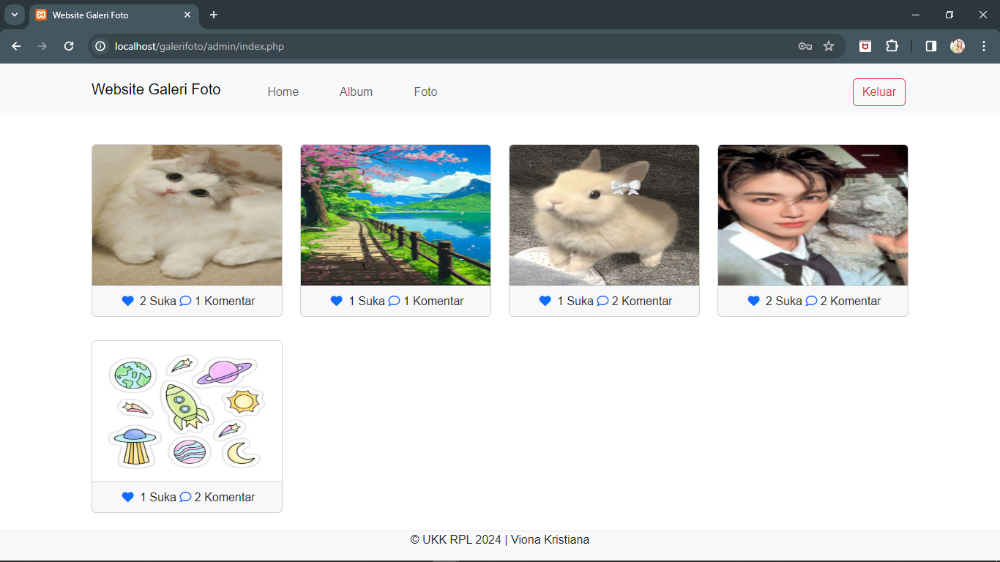 Website Galeri Foto
localhost/galerifoto/admin/index.php
Website Galeri Foto Home Album Foto Keluar
2 Suka 1 Komentar
1 Suka 1 Komentar
1 Suka 2 Komentar
2 Suka 2 Komentar
1 Suka 2 Komentar
© UKK RPL 2024 | Viona Kristiana